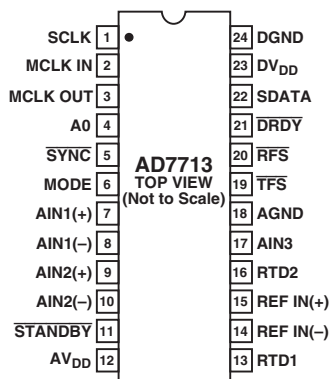 SCLK 1 24 DGND
MCLK IN 2 23 DVDD
MCLK OUT 3 22 SDATA
A0 4 21 DRDY
SYNC 5 20 RFS
MODE 6 19 TFS
AD7713
TOP VIEW
(Not to Scale)
AIN1(+) 7 18 AGND
AIN1(–) 8 17 AIN3
AIN2(+) 9 16 RTD2
AIN2(–) 10 15 REF IN(+)
STANDBY 11 14 REF IN(–)
AVDD 12 13 RTD1